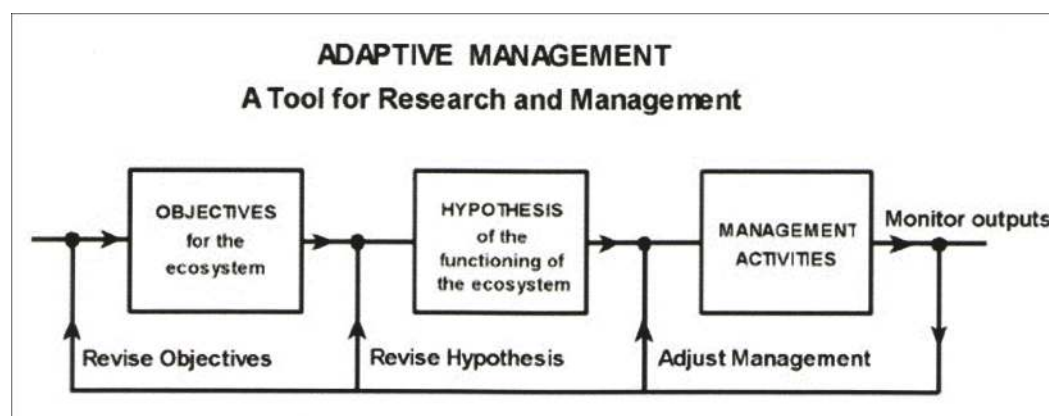 ADAPTIVE MANAGEMENT
A Tool for Research and Management
OBJECTIVES
for the
ecosystem
HYPOTHESIS
of the
functioning of
the ecosystem
MANAGEMENT
ACTIVITIES
Monitor outputs
Revise Objectives
Revise Hypothesis
Adjust Management